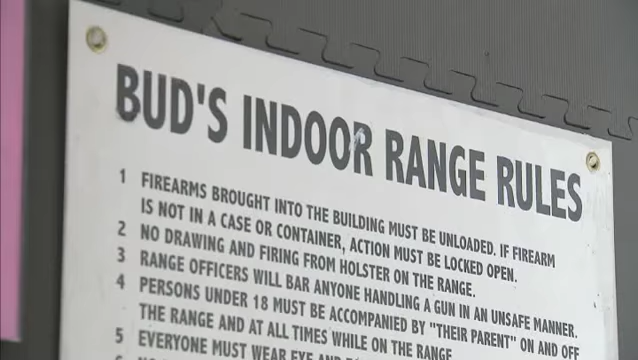 BUD'S INDOOR RANGE RULES
1 FIREARMS BROUGHT INTO THE BUILDING MUST BE UNLOADED. IF FIREARM
IS NOT IN A CASE OR CONTAINER, ACTION MUST BE LOCKED OPEN.
2 NO DRAWING AND FIRING FROM HOLSTER ON THE RANGE.
3 RANGE OFFICERS WILL BAR ANYONE HANDLING A GUN IN AN UNSAFE MANNER.
4 PERSONS UNDER 18 MUST BE ACCOMPANIED BY "THEIR PARENT" ON AND OFF
THE RANGE AND AT ALL TIMES WHILE ON THE RANGE.
5 EVERYONE MUST WEAR EYE AND